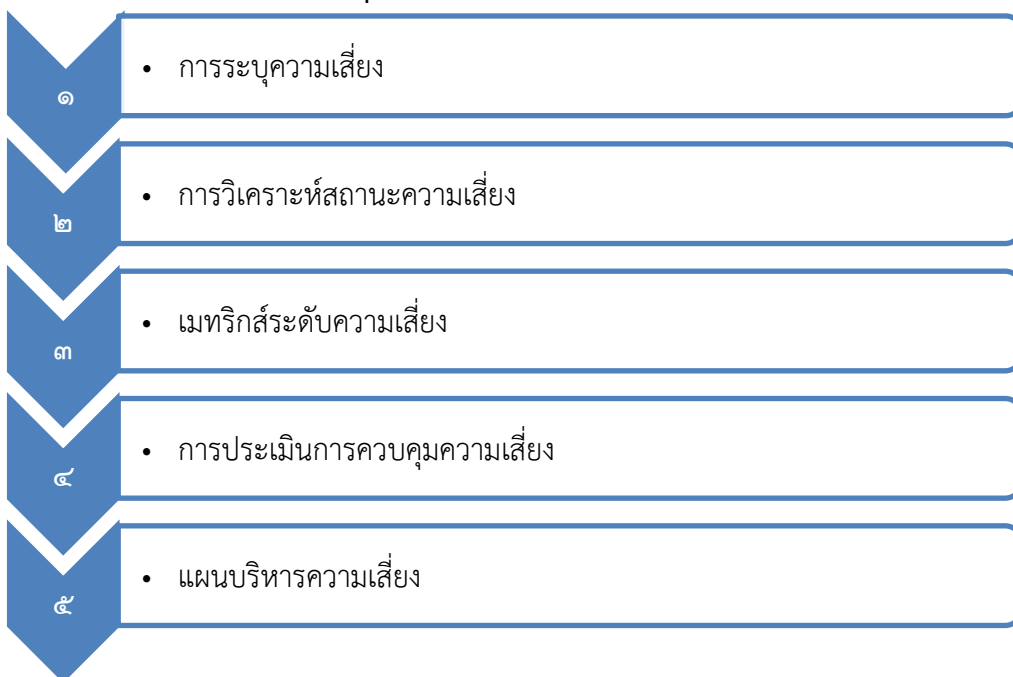 ๑
• การระบุความเสี่ยง
๒
• การวิเคราะห์สถานะความเสี่ยง
๓
• เมทริกส์ระดับความเสี่ยง
๔
• การประเมินการควบคุมความเสี่ยง
๕
• แผนบริหารความเสี่ยง